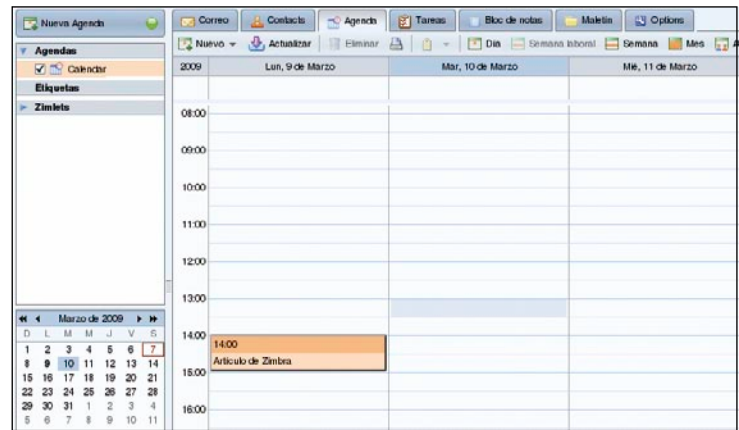 Nueva Agenda
Correo Contacts Agenda Tareas Bloc de notas Maletín Options
Nuevo Actualizar Eliminar Día Semana laboral Semana Mes A
Agendas
Calendar
Etiquetas
Zimlets
2009 Lun, 9 de Marzo Mar, 10 de Marzo Mié, 11 de Marzo
08:00
09:00
10:00
11:00
12:00
13:00
14:00
14:00
Artículo de Zimbra
15:00
16:00
Marzo de 2009
D L M M J V S
1 2 3 4 5 6 7
8 9 10 11 12 13 14
15 16 17 18 19 20 21
22 23 24 25 26 27 28
29 30 31 1 2 3 4
5 6 7 8 9 10 11